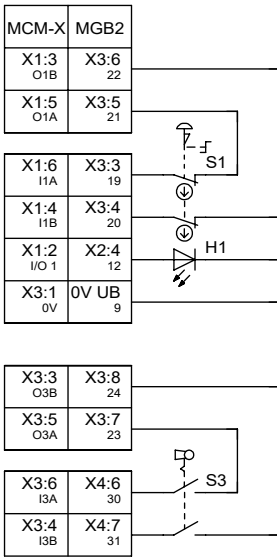 MCM-X MGB2
X1:3 X3:6
O1B 22
X1:5 X3:5
O1A 21
X1:6 X3:3
I1A 19
S1
X1:4 X3:4
I1B 20
X1:2 X2:4
I/O 1 12
H1
X3:1 0V UB
0V 9
X3:3 X3:8
O3B 24
X3:5 X3:7
O3A 23
X3:6 X4:6
I3A 30
S3
X3:4 X4:7
I3B 31